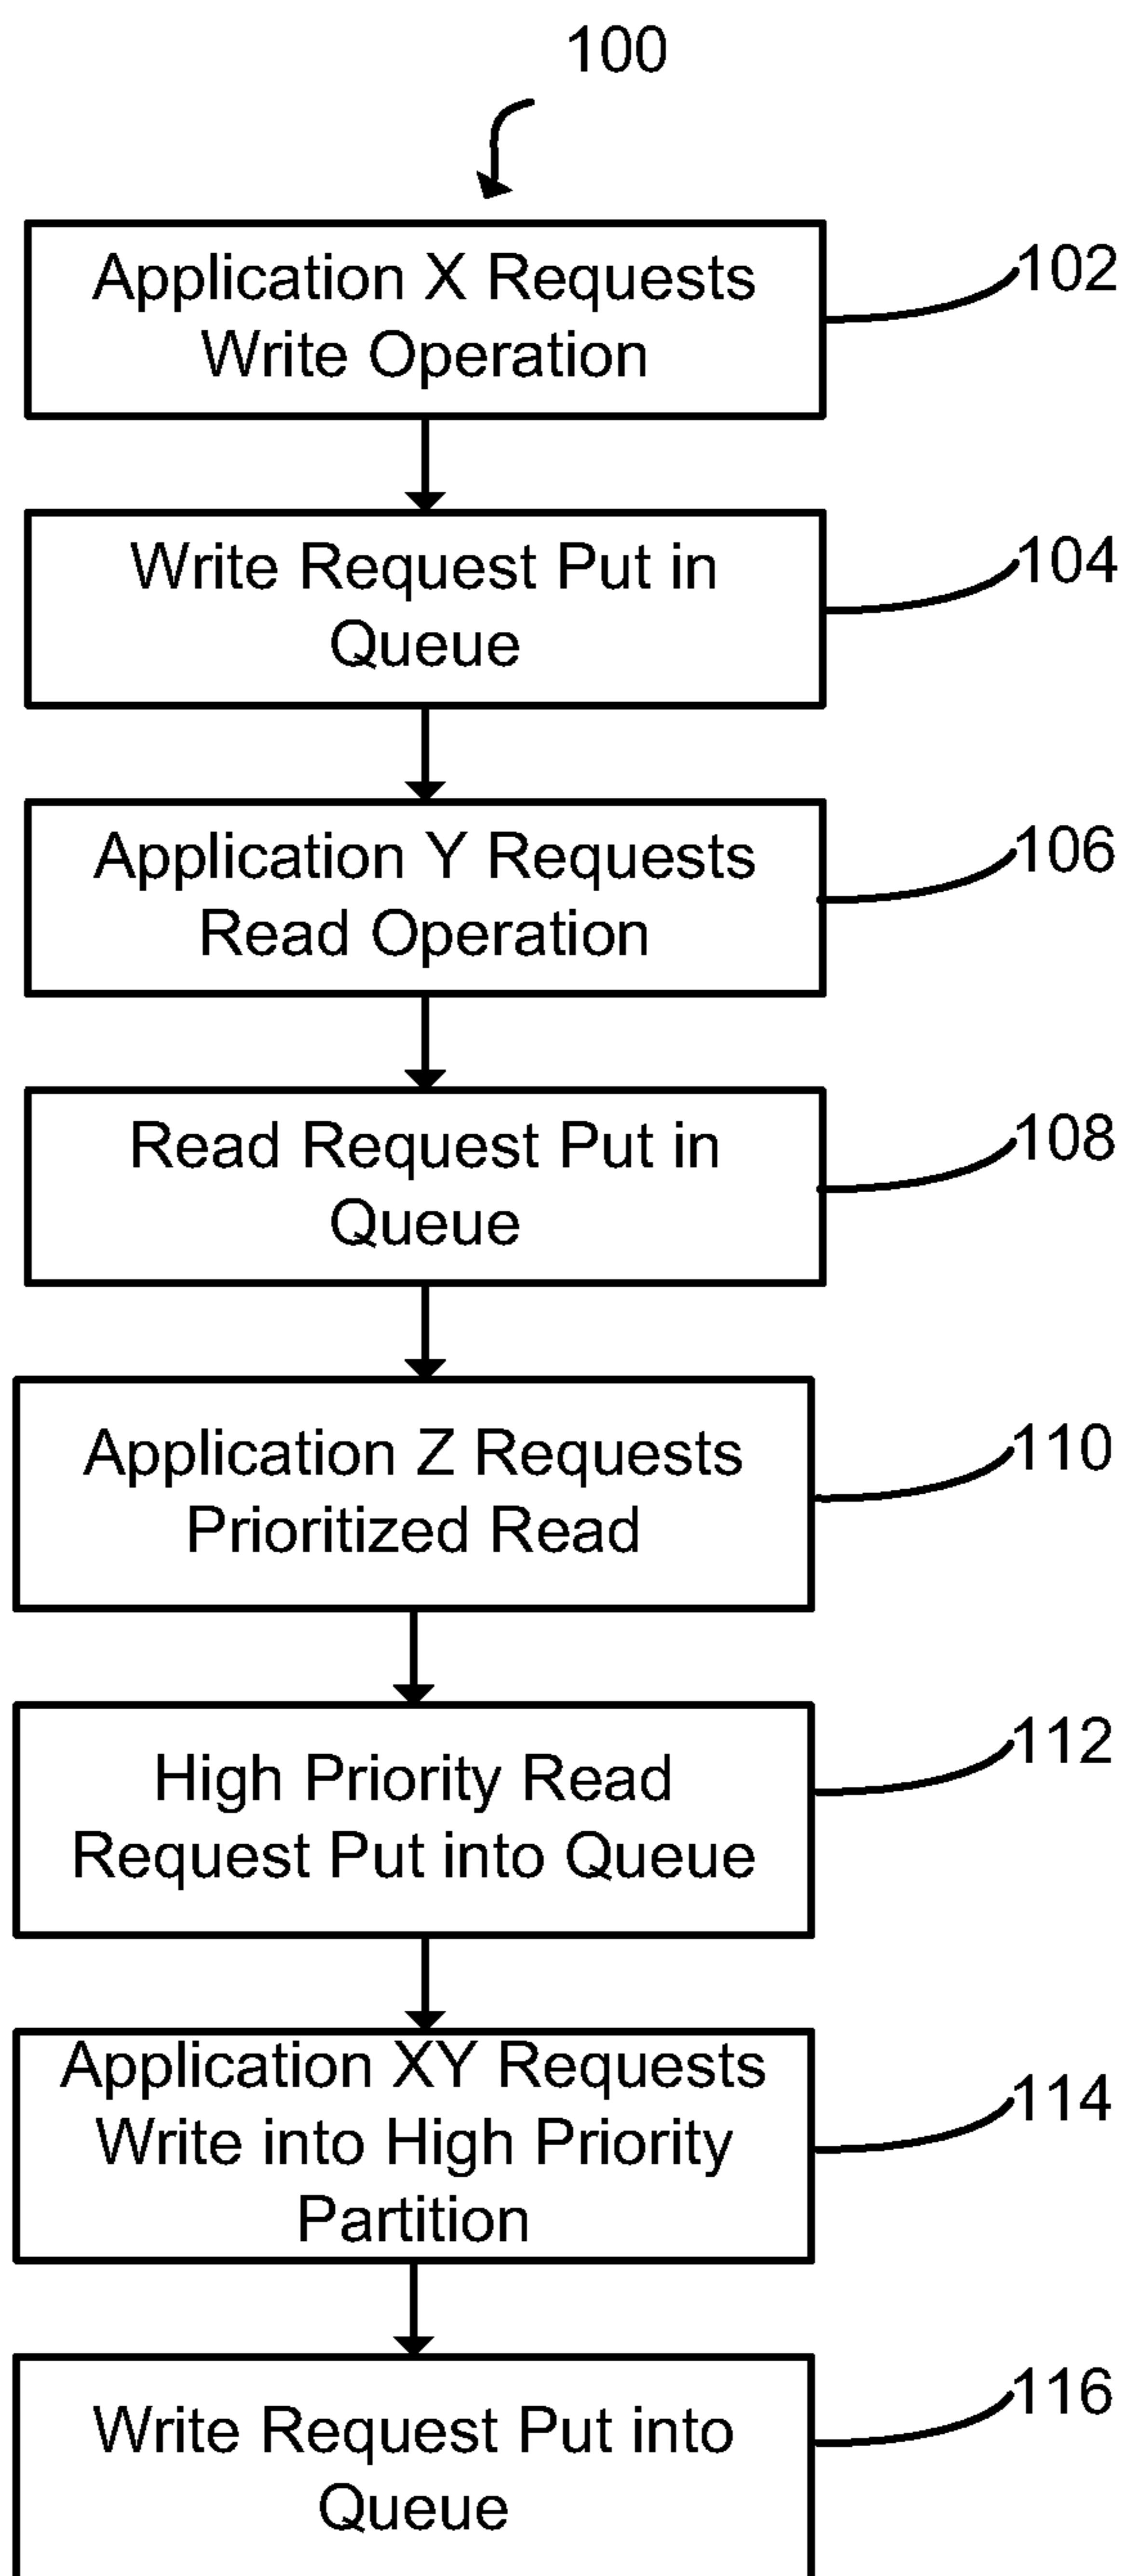 100
Application X Requests
Write Operation
102
Write Request Put in
Queue
104
Application Y Requests
Read Operation
106
Read Request Put in
Queue
108
Application Z Requests
Prioritized Read
110
High Priority Read
Request Put into Queue
112
Application XY Requests
Write into High Priority
Partition
114
Write Request Put into
Queue
116